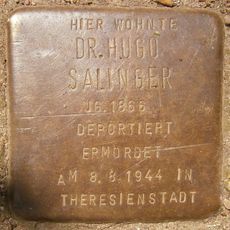 HIER WOHNTE
DR. HUGO
SALINGER
JG. 1866
DEPORTIERT
ERMORDET
AM 8.8.1944 IN
THERESIENSTADT